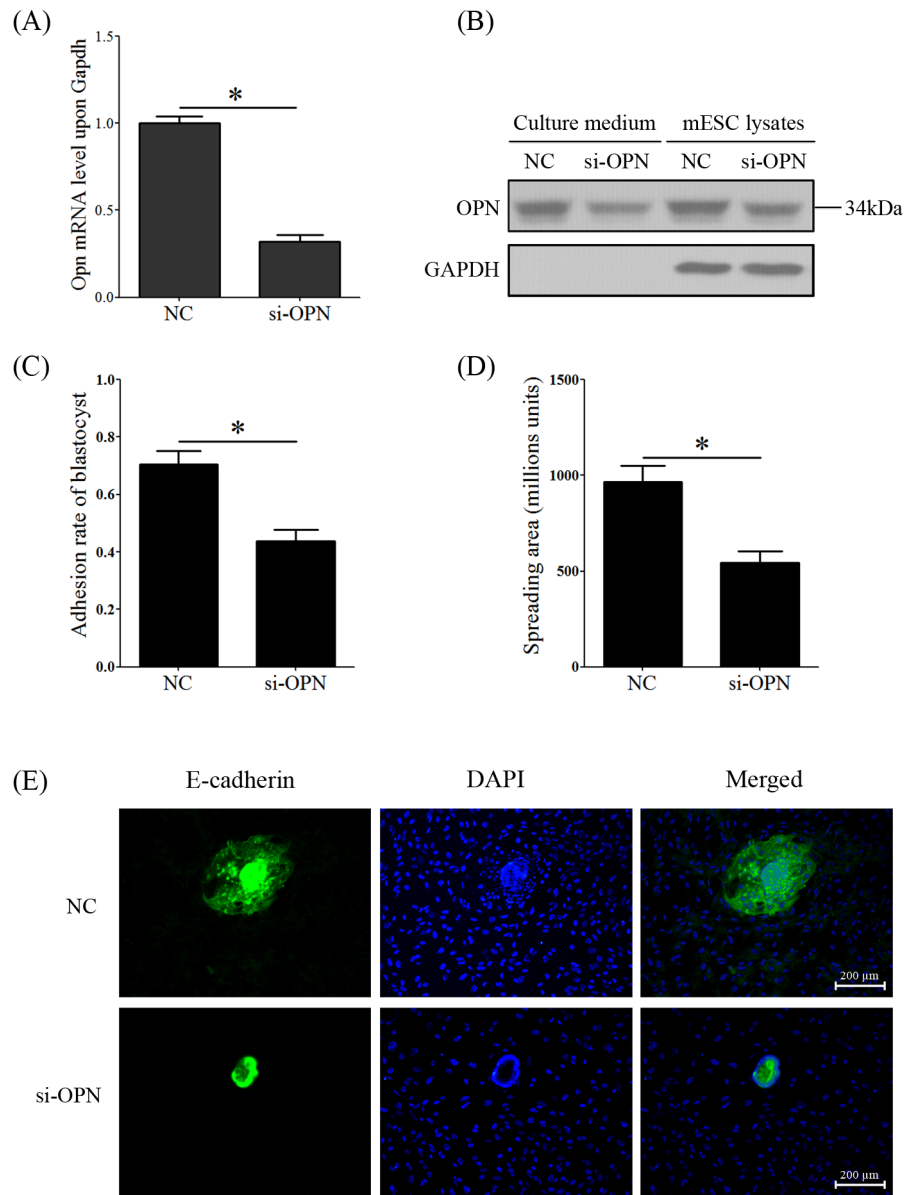 (A)
Opn mRNA level upon Gapdh
1.5
1.0
0.5
0.0
*
NC si-OPN
(B)
Culture medium mESC lysates
NC si-OPN NC si-OPN
OPN 34kDa
GAPDH
(C)
Adhesion rate of blastocyst
1.0
0.8
0.6
0.4
0.2
0.0
*
NC si-OPN
(D)
Spreading area (millions units)
1500
1000
500
0
*
NC si-OPN
(E)
E-cadherin DAPI Merged
NC
200 μm
si-OPN
200 μm